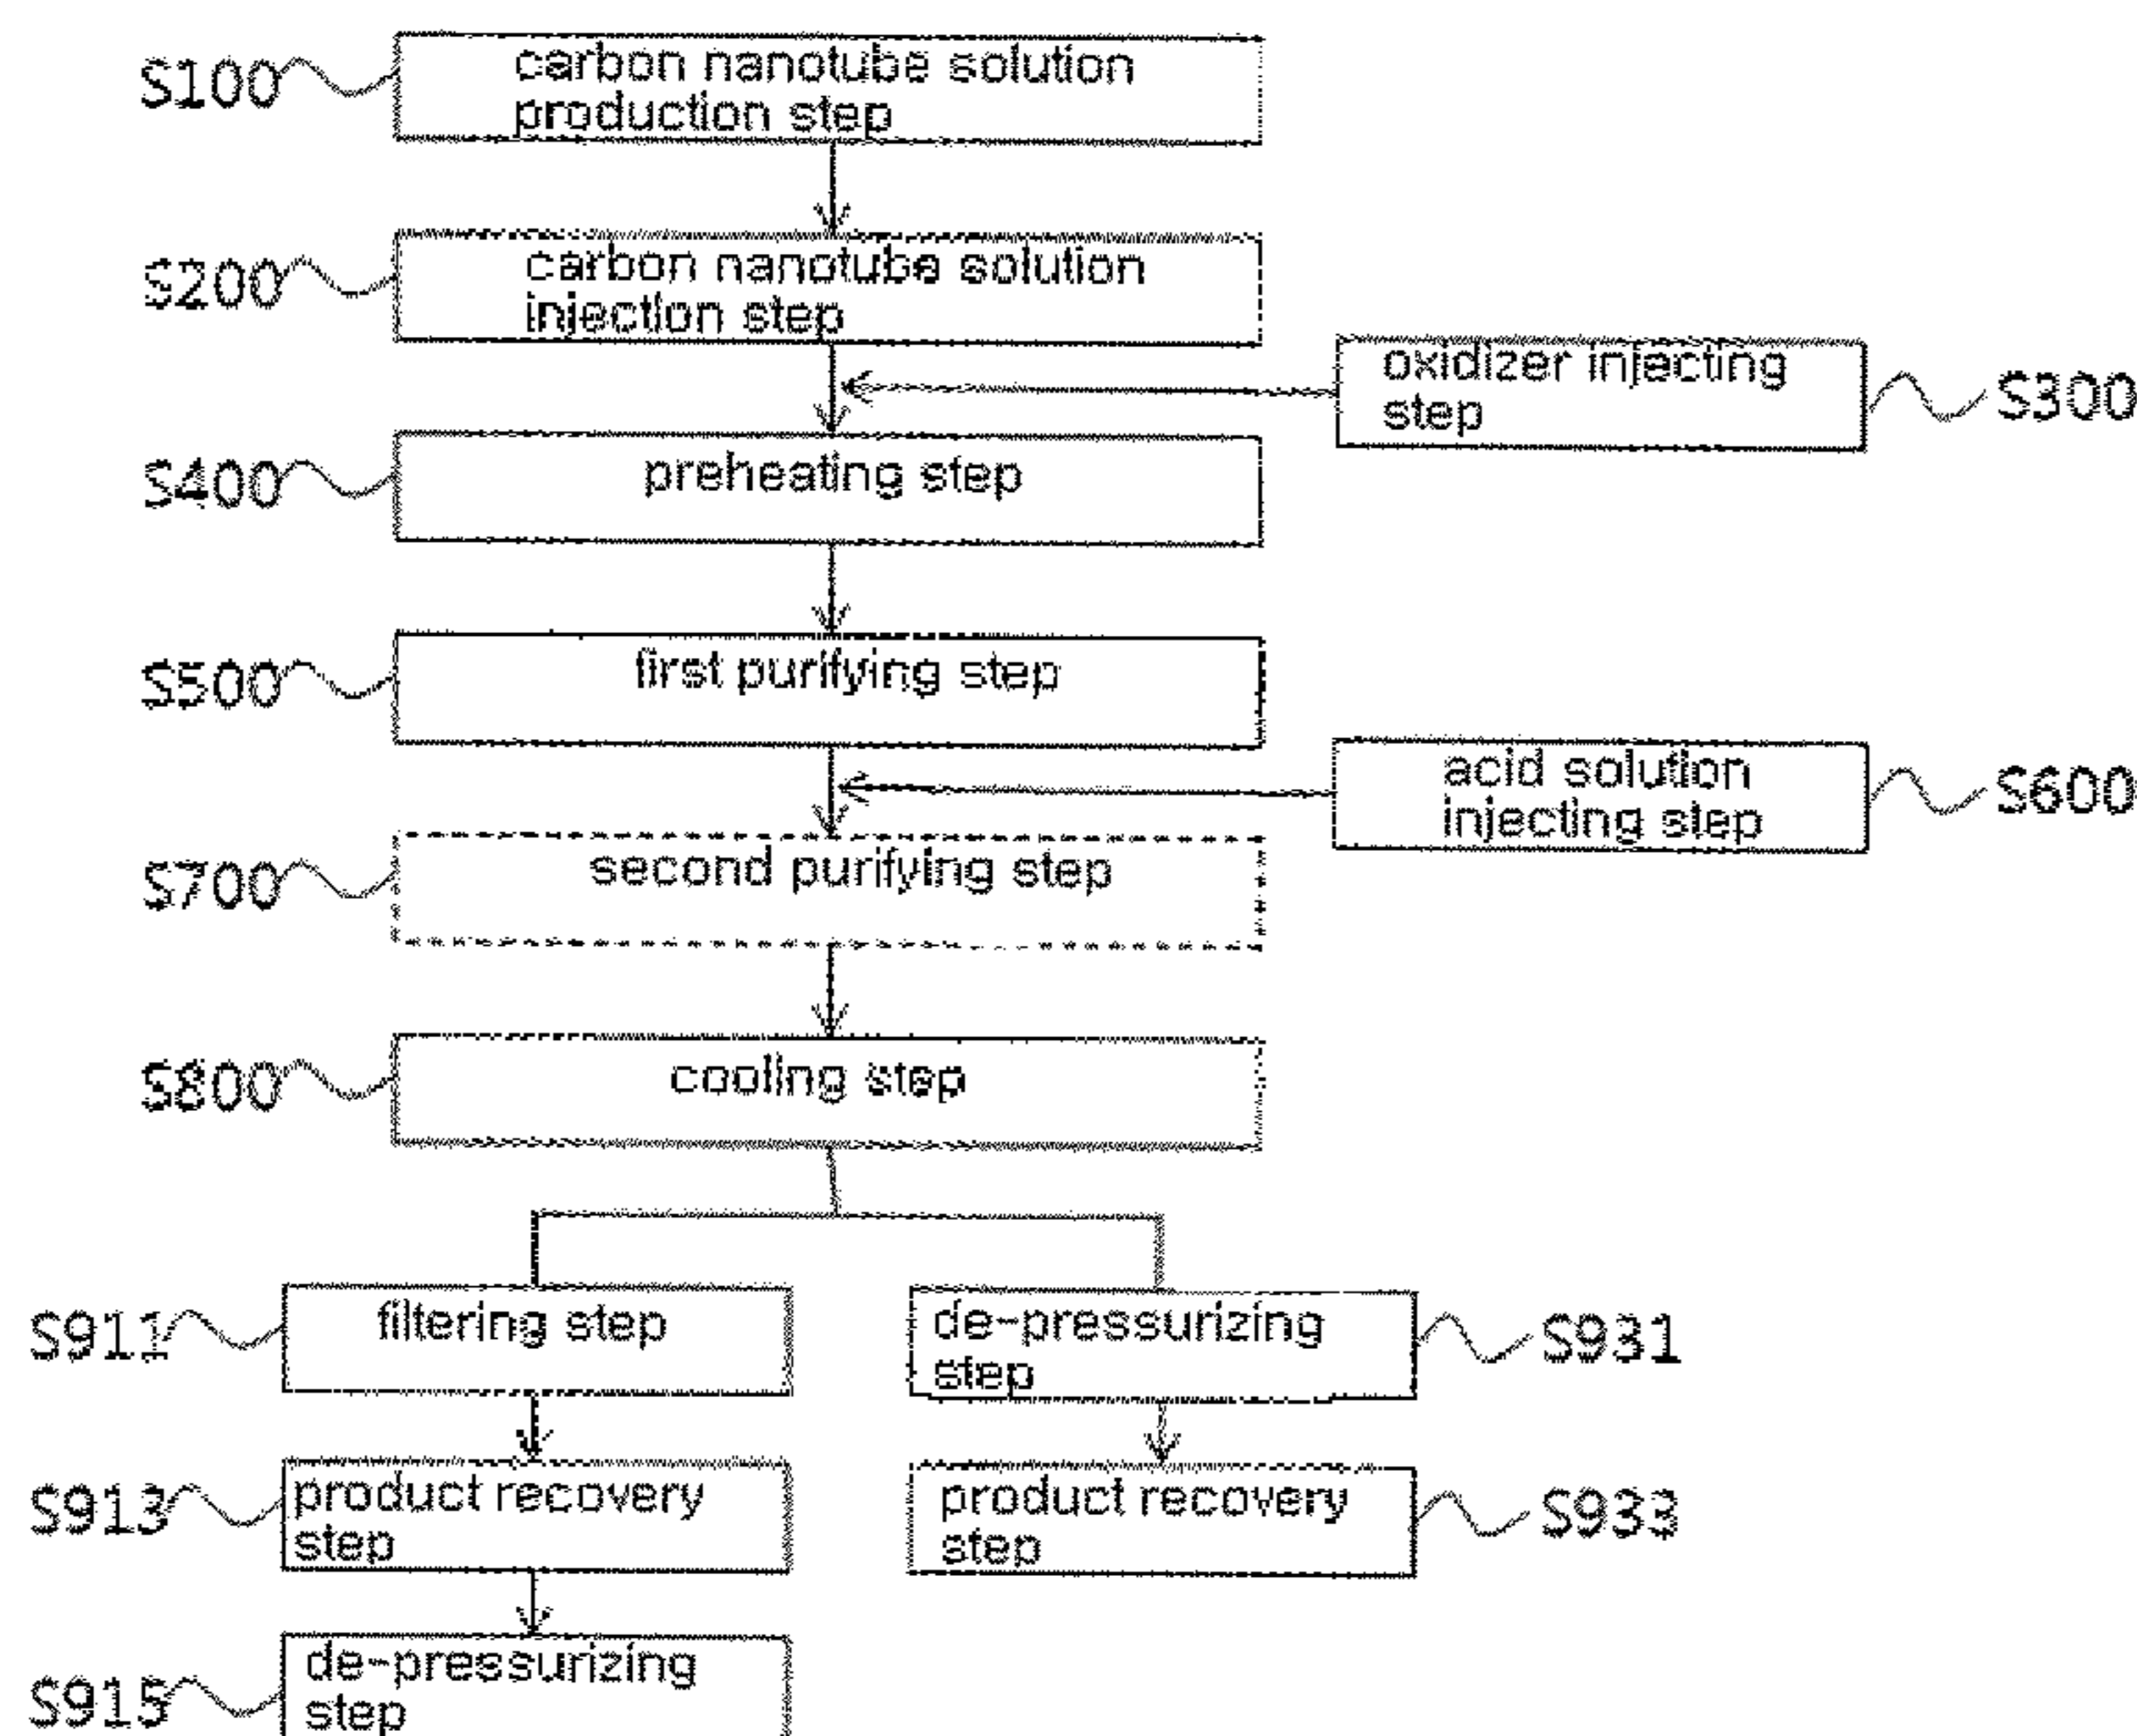 S100
carbon nanotube solution
production step
S200
carbon nanotube solution
injection step
oxidizer injecting
step
S300
S400
preheating step
S500
first purifying step
acid solution
injecting step
S600
S700
second purifying step
S800
cooling step
S911
filtering step
de-pressurizing
step
S931
S913
product recovery
step
product recovery
step
S933
S915
de-pressurizing
step